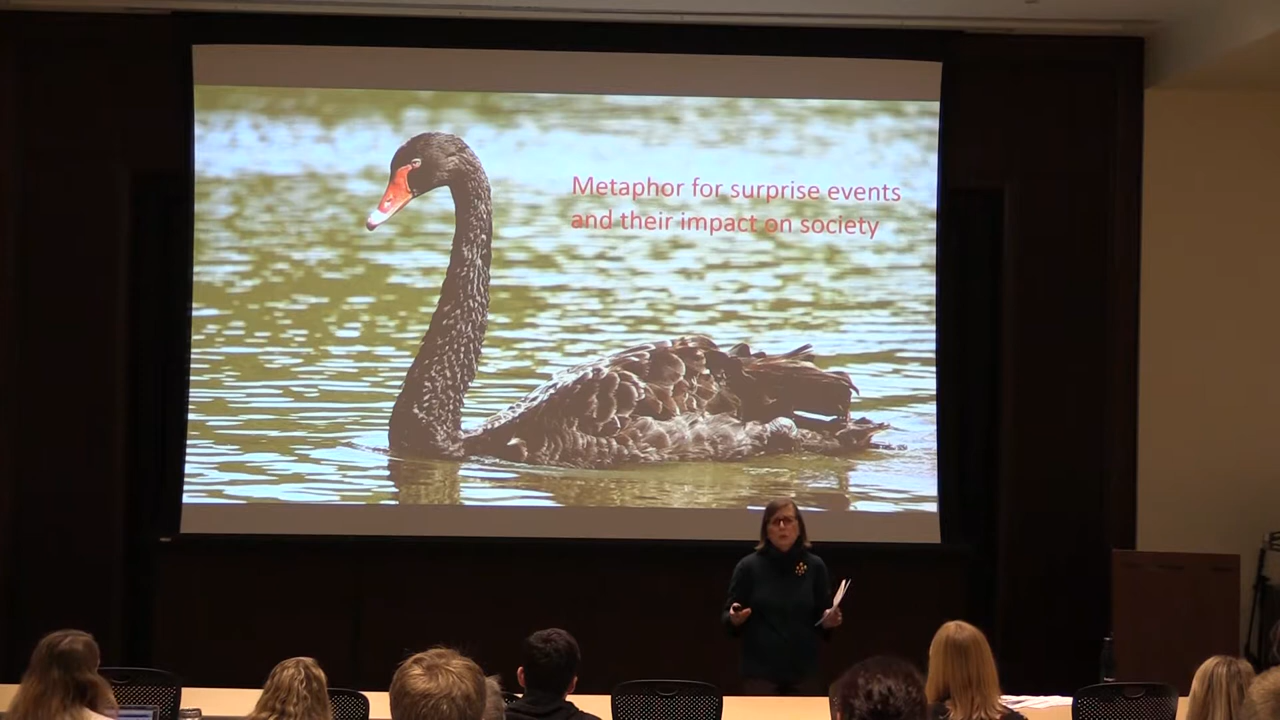 Metaphor for surprise events
and their impact on society